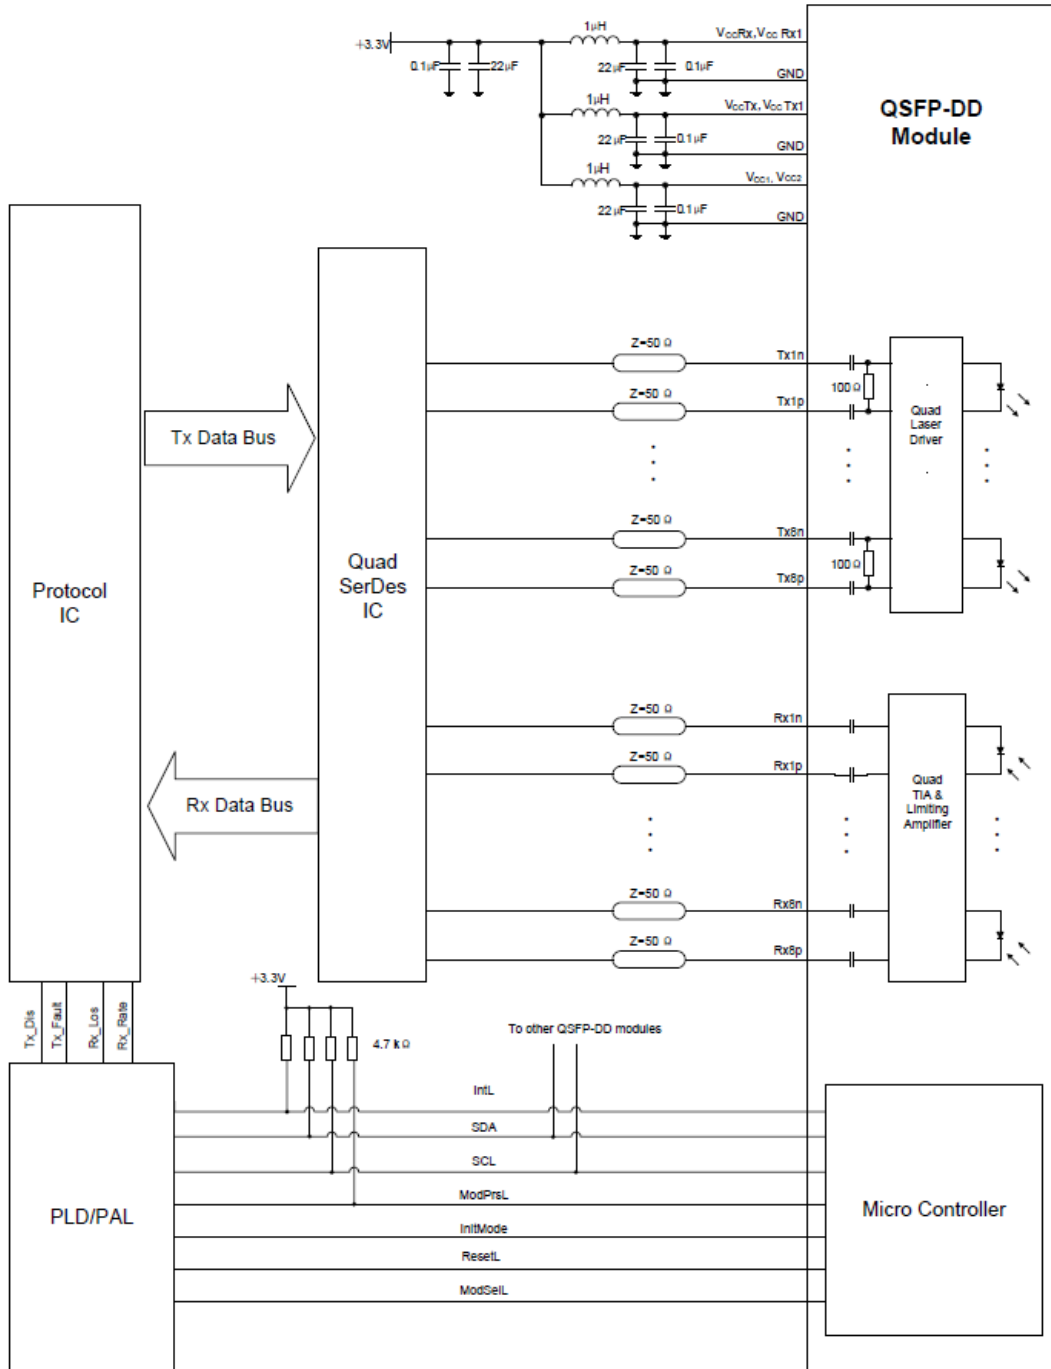 1μH
+3.3V
VCCRx, VCC Rx1
0.1μF
22μF
22μF
0.1μF
GND
QSFP-DD
Module
1μH
VCCTx, VCC Tx1
22μF
0.1μF
GND
1μH
VCC1, VCC2
22μF
0.1μF
GND
Z=50 Ω
Tx1n
100Ω
Z=50 Ω
Tx1p
Quad
Laser
Driver
Tx Data Bus
Z=50 Ω
Tx8n
100Ω
Z=50 Ω
Tx8p
Quad
SerDes
IC
Protocol
IC
Z=50 Ω
Rx1n
Z=50 Ω
Rx1p
Quad
TIA &
Limiting
Amplifier
Rx Data Bus
Z=50 Ω
Rx8n
Z=50 Ω
Rx8p
+3.3V
Tx_Dis
Tx_Fault
Rx_Los
Rx_Rate
4.7 kΩ
To other QSFP-DD modules
IntL
SDA
SCL
ModPrsL
InitMode
ResetL
ModSelL
PLD/PAL
Micro Controller